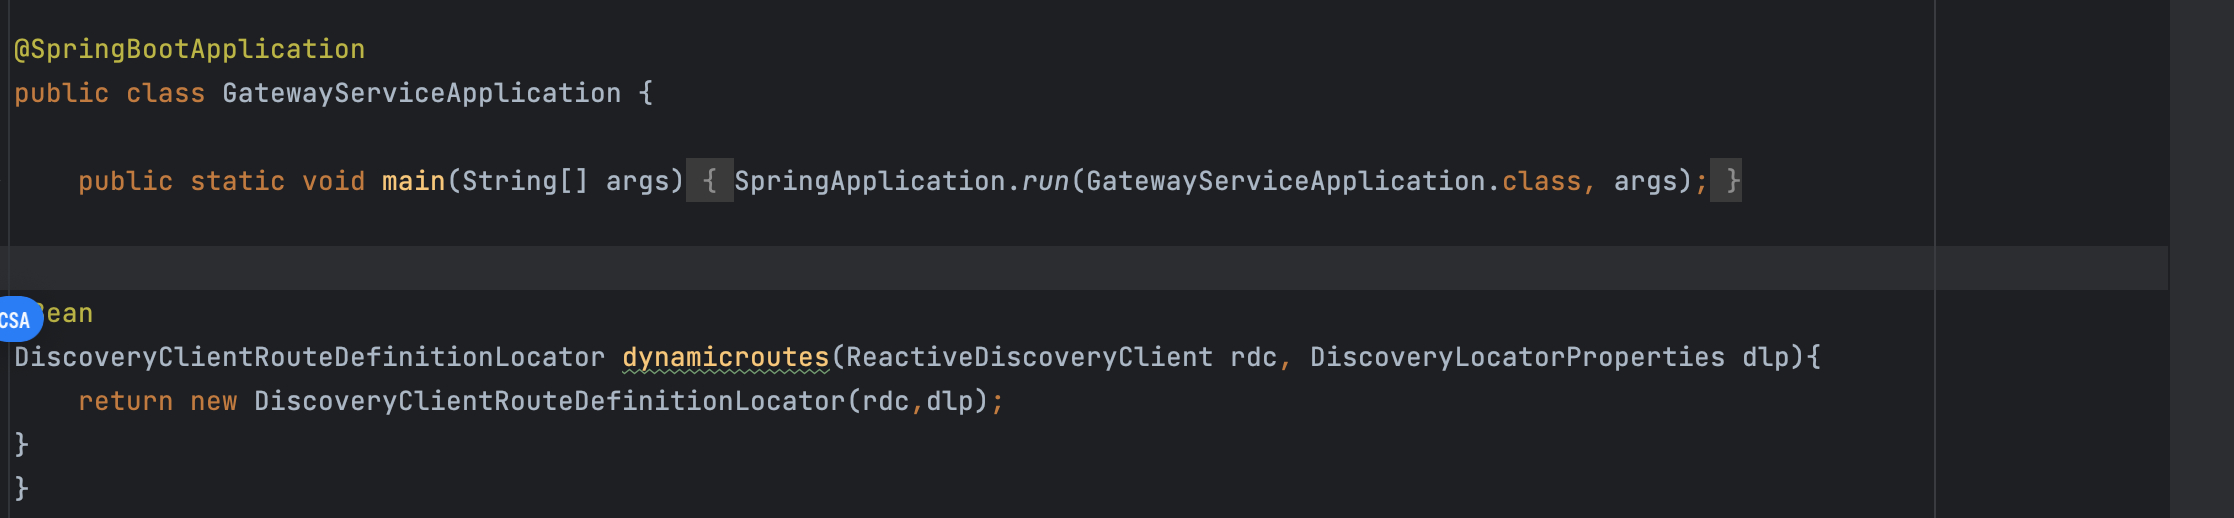 @SpringBootApplication
public class GatewayServiceApplication {
public static void main(String[] args) { SpringApplication.run(GatewayServiceApplication.class, args); }
CSA Bean
DiscoveryClientRouteDefinitionLocator dynamicroutes(ReactiveDiscoveryClient rdc, DiscoveryLocatorProperties dlp){
return new DiscoveryClientRouteDefinitionLocator(rdc,dlp);
}
}